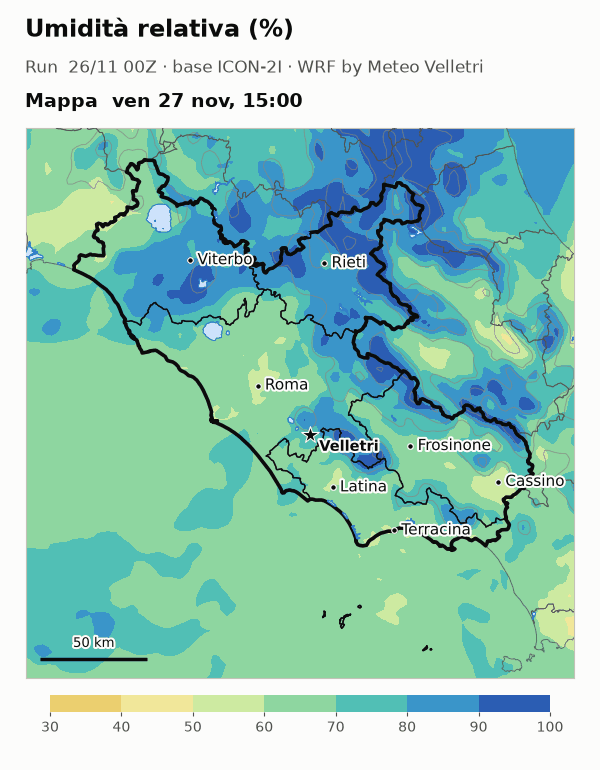 Umidità relativa (%)
Run  26/11 00Z · base ICON-2I · WRF by Meteo Velletri
Mappa  ven 27 nov, 15:00
Viterbo
Rieti
Roma
Velletri
Frosinone
Latina
Cassino
Terracina
50 km
30 40 50 60 70 80 90 100